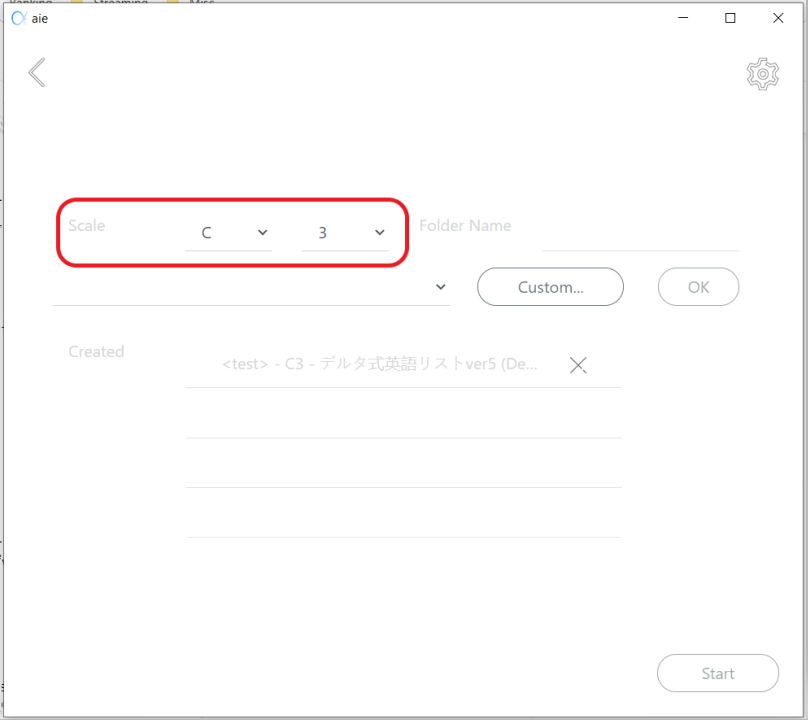 aie
Scale C 3 Folder Name
Custom... OK
Created
<test> - C3 - デルタ式英語リストver5 (De...
Start